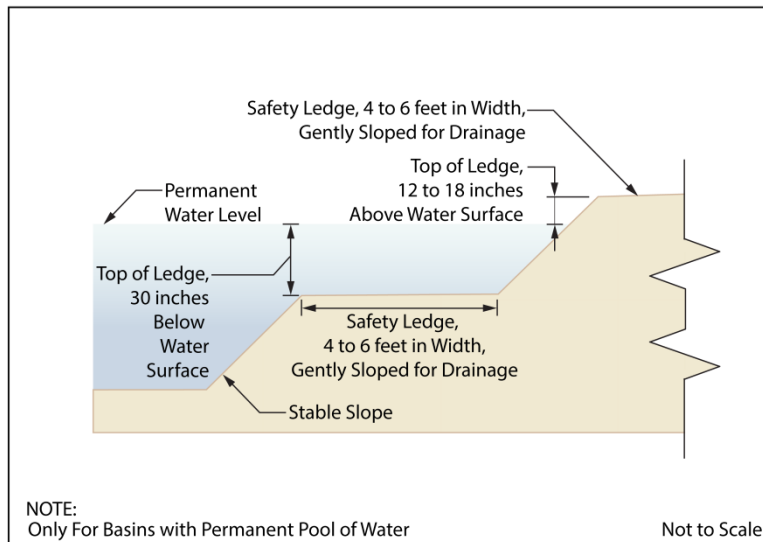 Safety Ledge, 4 to 6 feet in Width,
Gently Sloped for Drainage
Top of Ledge,
12 to 18 inches
Above Water Surface
Permanent
Water Level
Top of Ledge,
30 inches
Below
Water
Surface
Safety Ledge,
4 to 6 feet in Width,
Gently Sloped for Drainage
Stable Slope
NOTE:
Only For Basins with Permanent Pool of Water
Not to Scale